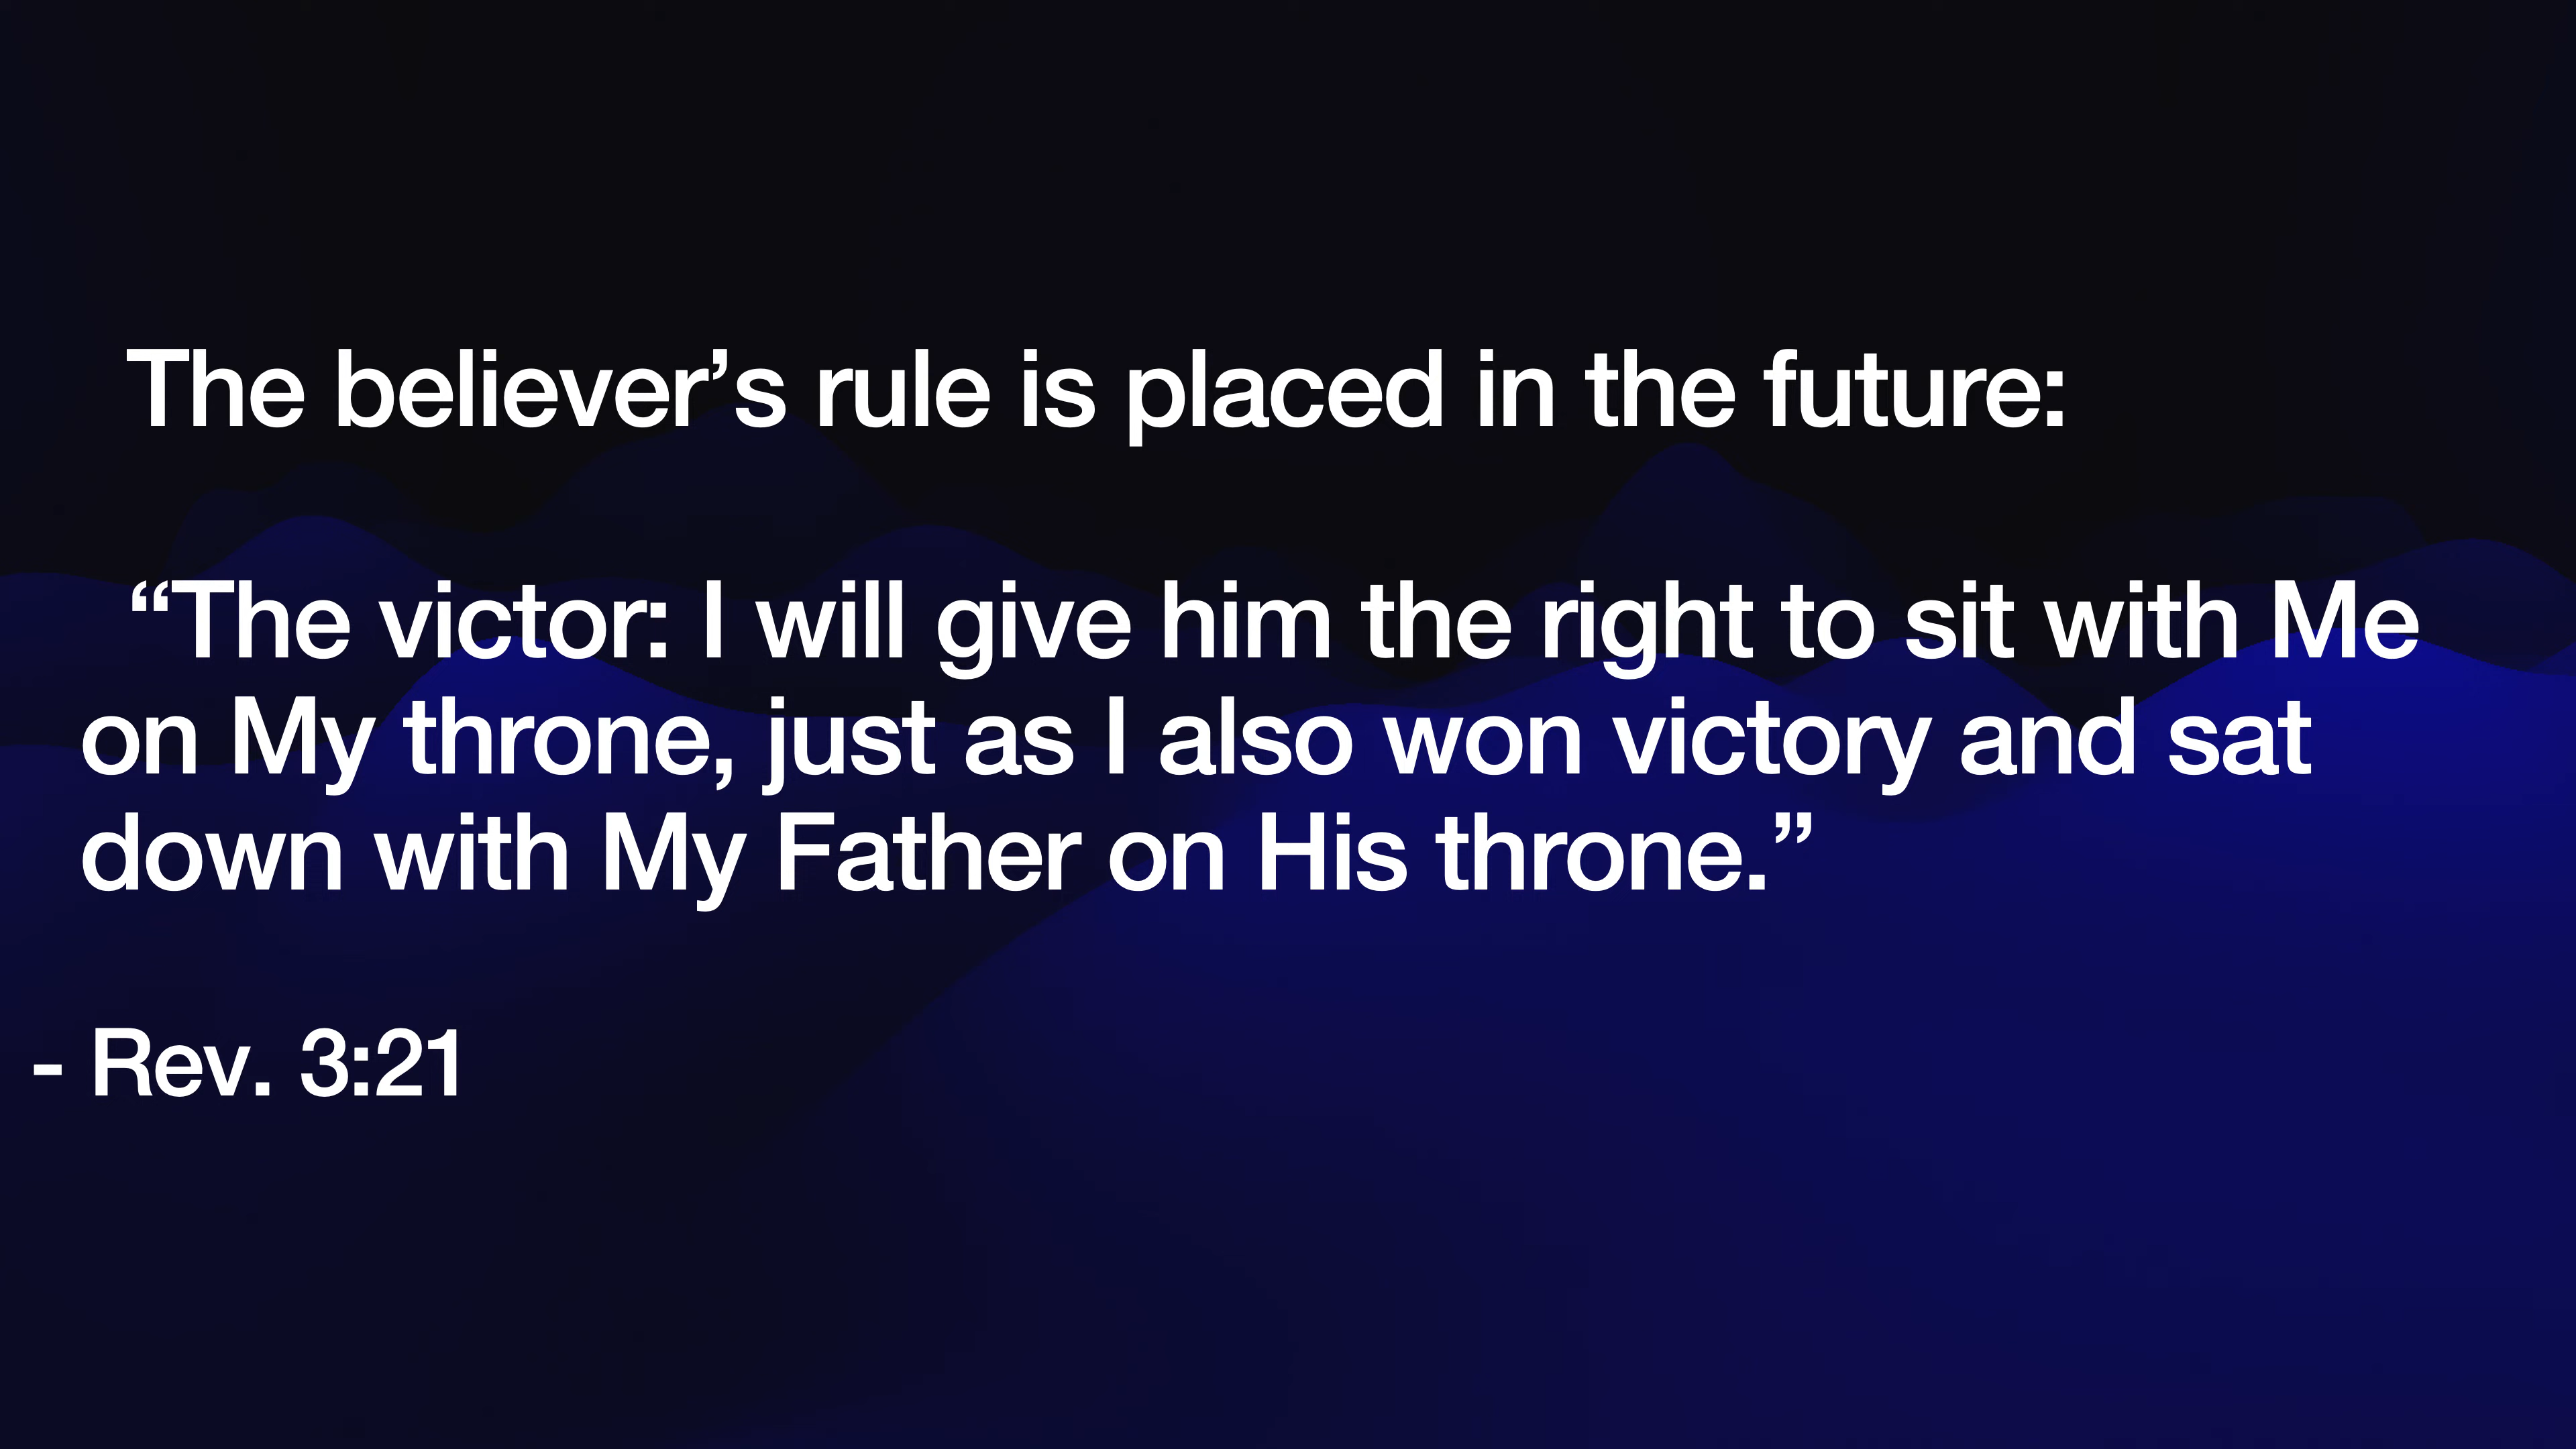 The believer’s rule is placed in the future:
“The victor: I will give him the right to sit with Me
on My throne, just as I also won victory and sat
down with My Father on His throne.”
- Rev. 3:21